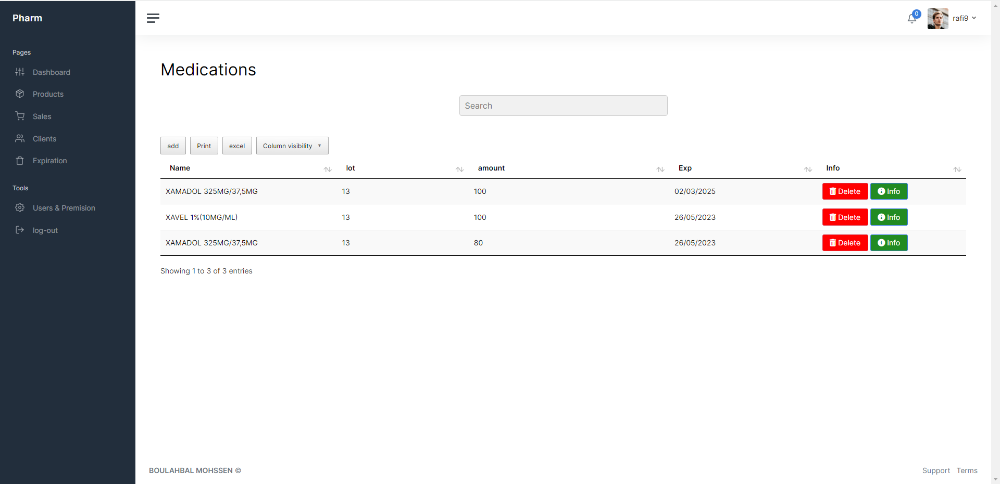 Pharm
0
rafi9
Pages
Dashboard
Products
Sales
Clients
Expiration
Tools
Users & Premision
log-out
Medications
Search
add Print excel Column visibility
Name lot amount Exp Info
XAMADOL 325MG/37,5MG 13 100 02/03/2025 Delete Info
XAVEL 1%(10MG/ML) 13 100 26/05/2023 Delete Info
XAMADOL 325MG/37,5MG 13 80 26/05/2023 Delete Info
Showing 1 to 3 of 3 entries
BOULAHBAL MOHSSEN © Support Terms